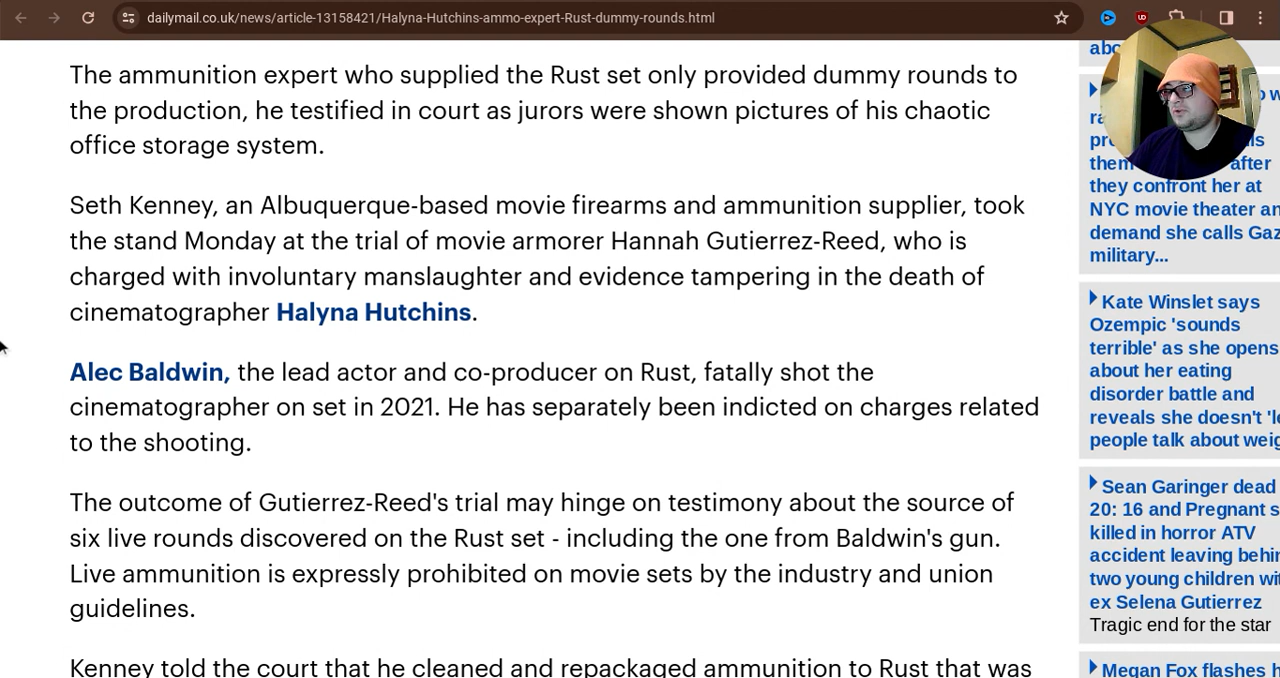 dailymail.co.uk/news/article-13158421/Halyna-Hutchins-ammo-expert-Rust-dummy-rounds.html
The ammunition expert who supplied the Rust set only provided dummy rounds to
the production, he testified in court as jurors were shown pictures of his chaotic
office storage system.
Seth Kenney, an Albuquerque-based movie firearms and ammunition supplier, took
the stand Monday at the trial of movie armorer Hannah Gutierrez-Reed, who is
charged with involuntary manslaughter and evidence tampering in the death of
cinematographer Halyna Hutchins.
Alec Baldwin, the lead actor and co-producer on Rust, fatally shot the
cinematographer on set in 2021. He has separately been indicted on charges related
to the shooting.
The outcome of Gutierrez-Reed's trial may hinge on testimony about the source of
six live rounds discovered on the Rust set - including the one from Baldwin's gun.
Live ammunition is expressly prohibited on movie sets by the industry and union
guidelines.
Kenney told the court that he cleaned and repackaged ammunition to Rust that was
after
they confront her at
NYC movie theater
demand she calls
military...
Kate Winslet says
Ozempic 'sounds
terrible' as she opens
about her eating
disorder battle and
reveals she doesn't
people talk about
Sean Garinger dead
20: 16 and Pregnant
killed in horror ATV
accident leaving
two young children
ex Selena Gutierrez
Tragic end for the star
Megan Fox flashes